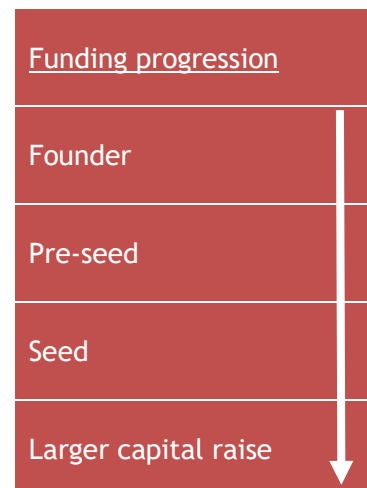 Funding progression
Founder
Pre-seed
Seed
Larger capital raise